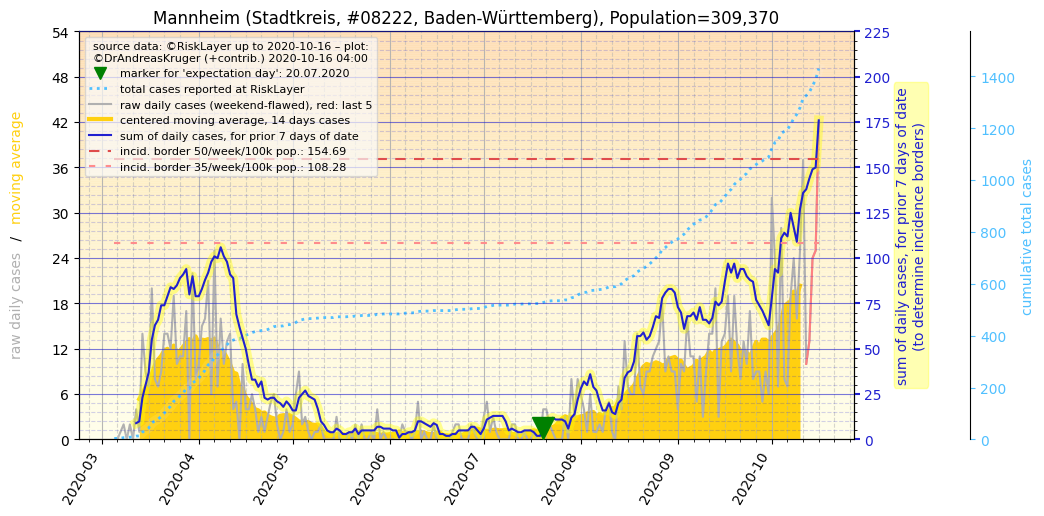 Mannheim (Stadtkreis, #08222, Baden-Württemberg), Population=309,370
source data: ©RiskLayer up to 2020-10-16 – plot:
©DrAndreasKruger (+contrib.) 2020-10-16 04:00
marker for 'expectation day': 20.07.2020
total cases reported at RiskLayer
raw daily cases (weekend-flawed), red: last 5
centered moving average, 14 days cases
sum of daily cases, for prior 7 days of date
incid. border 50/week/100k pop.: 154.69
incid. border 35/week/100k pop.: 108.28
raw daily cases / moving average
54
48
42
36
30
24
18
12
6
0
2020-03
2020-04
2020-05
2020-06
2020-07
2020-08
2020-09
2020-10
225
200
175
150
125
100
75
50
25
0
sum of daily cases, for prior 7 days of date
(to determine incidence borders)
1400
1200
1000
800
600
400
200
0
cumulative total cases